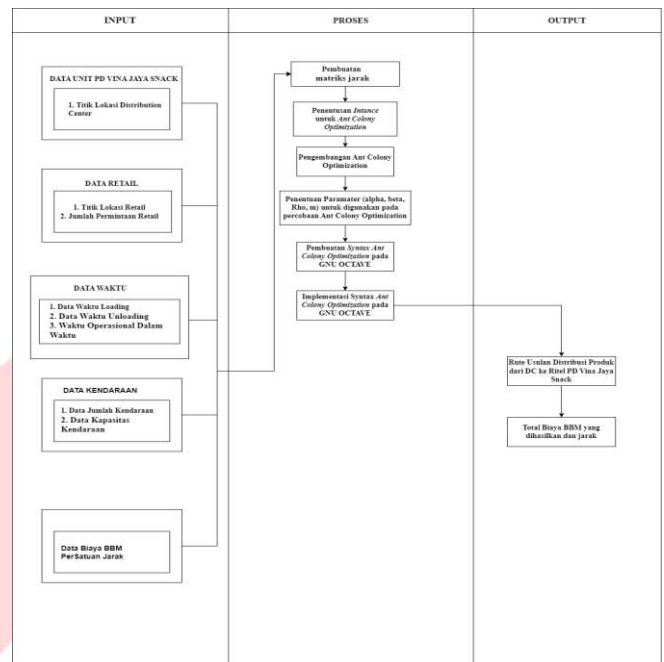 INPUT
PROSES
OUTPUT
DATA UNIT PD VINA JAYA SNACK
1. Titik Lokasi Distribution
Center
DATA RETAIL
1. Titik Lokasi Retail
2. Jumlah Permintaan Retail
DATA WAKTU
1. Data Waktu Loading
2. Data Waktu Unloading
3. Waktu Operasional Dalam
Waktu
DATA KENDARAAN
1. Data Jumlah Kendaraan
2. Data Kapasitas
Kendaraan
Data Biaya BBM
PerSatuan Jarak
Pembuatan
matriks jarak
Penentusan Intance
untuk Ant Colony
Optimization
Pengembangan Ant Colony
Optimization
Penentuan Paramater (alpha, beta,
Rho, m) untuk digunakan pada
percobaan Ant Colony Optimization
Pembuatan Syntax Ant
Colony Optimization pada
GNU OCTAVE
Implementasi Syntax Ant
Colony Optimization pada
GNU OCTAVE
Rute Usulan Distribusi Produk
dari DC ke Ritel PD Vina Jaya
Snack
Total Biaya BBM yang
dihasilkan dan jarak